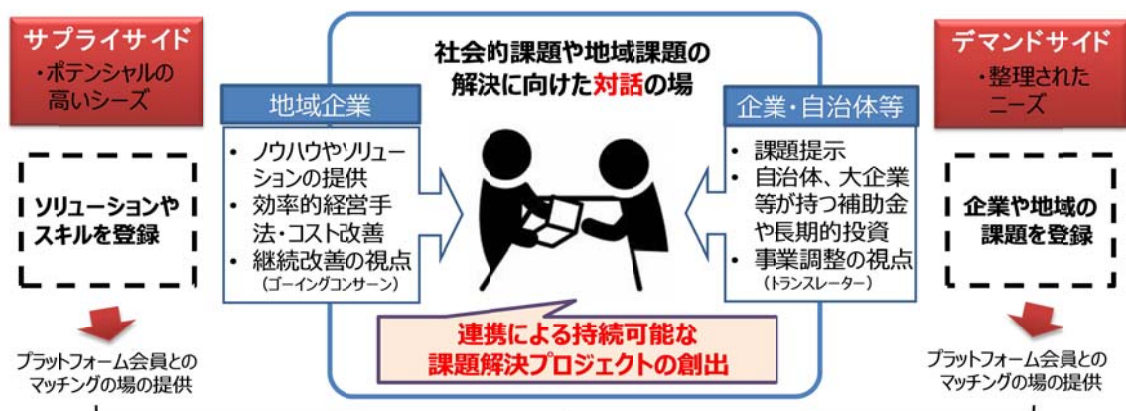 サプライサイド
・ポテンシャルの
高いシーズ
ソリューションや
スキルを登録
プラットフォーム会員との
マッチングの場の提供
社会的課題や地域課題の
解決に向けた対話の場
地域企業
• ノウハウやソリュー
ションの提供
• 効率的経営手
法・コスト改善
• 継続改善の視点
(ゴーイングコンサーン)
企業・自治体等
• 課題提示
• 自治体、大企業
等が持つ補助金
や長期的投資
• 事業調整の視点
(トランスレーター)
連携による持続可能な
課題解決プロジェクトの創出
デマンドサイド
・整理された
ニーズ
企業や地域の
課題を登録
プラットフォーム会員との
マッチングの場の提供